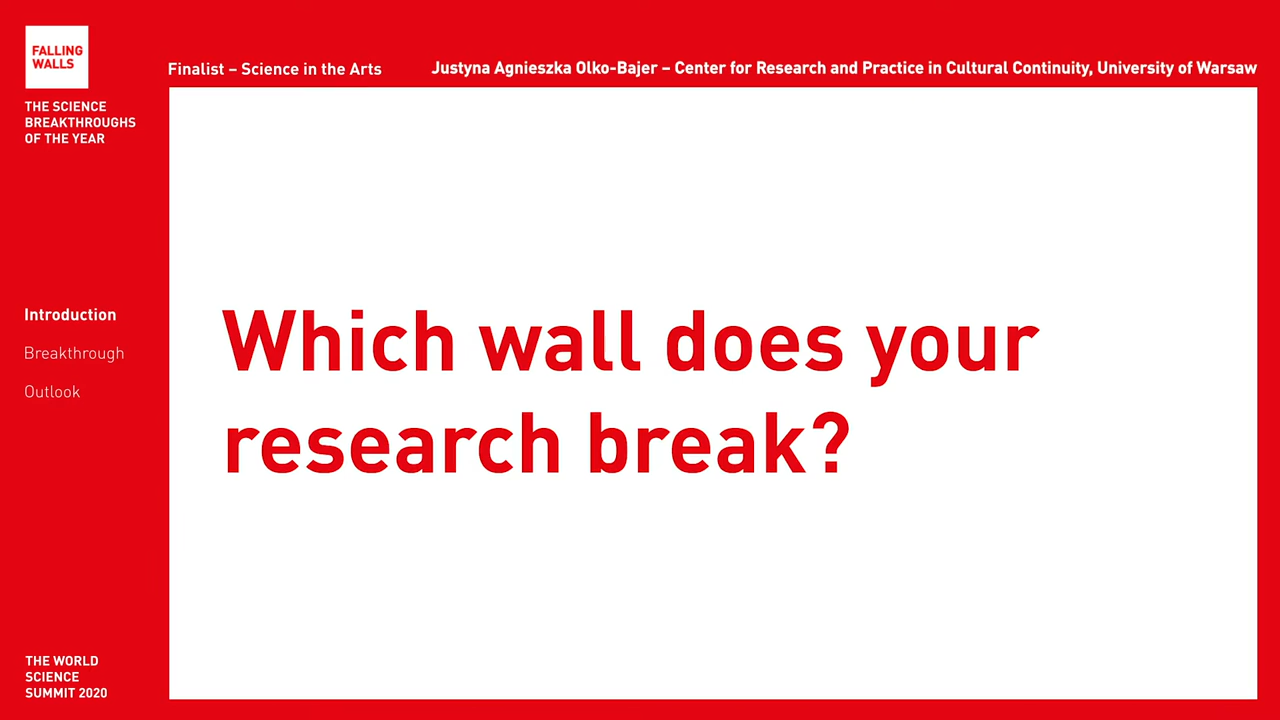 FALLING
WALLS
THE SCIENCE
BREAKTHROUGHS
OF THE YEAR
Finalist – Science in the Arts
Justyna Agnieszka Olko-Bajer – Center for Research and Practice in Cultural Continuity, University of Warsaw
Introduction
Breakthrough
Outlook
Which wall does your
research break?
THE WORLD
SCIENCE
SUMMIT 2020